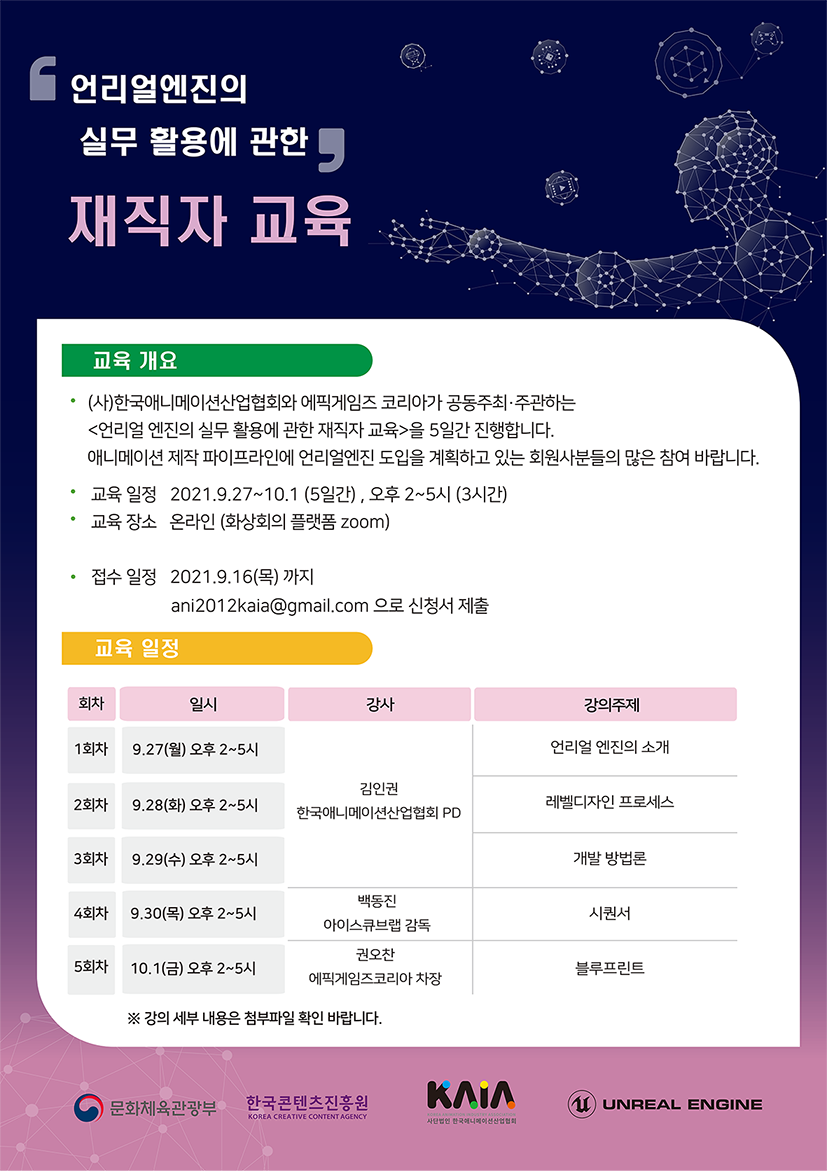 언리얼엔진의
실무 활용에 관한
재직자 교육
교육 개요
• (사)한국애니메이션산업협회와 에픽게임즈 코리아가 공동주최·주관하는
<언리얼 엔진의 실무 활용에 관한 재직자 교육>을 5일간 진행합니다.
애니메이션 제작 파이프라인에 언리얼엔진 도입을 계획하고 있는 회원사분들의 많은 참여 바랍니다.
• 교육 일정 2021.9.27~10.1 (5일간) , 오후 2~5시 (3시간)
• 교육 장소 온라인 (화상회의 플랫폼 zoom)
• 접수 일정 2021.9.16(목) 까지
ani2012kaia@gmail.com 으로 신청서 제출
교육 일정
회차 일시 강사 강의주제
1회차 9.27(월) 오후 2~5시 언리얼 엔진의 소개
김인권
2회차 9.28(화) 오후 2~5시 레벨디자인 프로세스
한국애니메이션산업협회 PD
3회차 9.29(수) 오후 2~5시 개발 방법론
백동진
4회차 9.30(목) 오후 2~5시 시퀀서
아이스큐브랩 감독
권오찬
5회차 10.1(금) 오후 2~5시 블루프린트
에픽게임즈코리아 차장
※ 강의 세부 내용은 첨부파일 확인 바랍니다.
문화체육관광부
한국콘텐츠진흥원
KOREA CREATIVE CONTENT AGENCY
KAIA
사단법인 한국애니메이션산업협회
UNREAL ENGINE